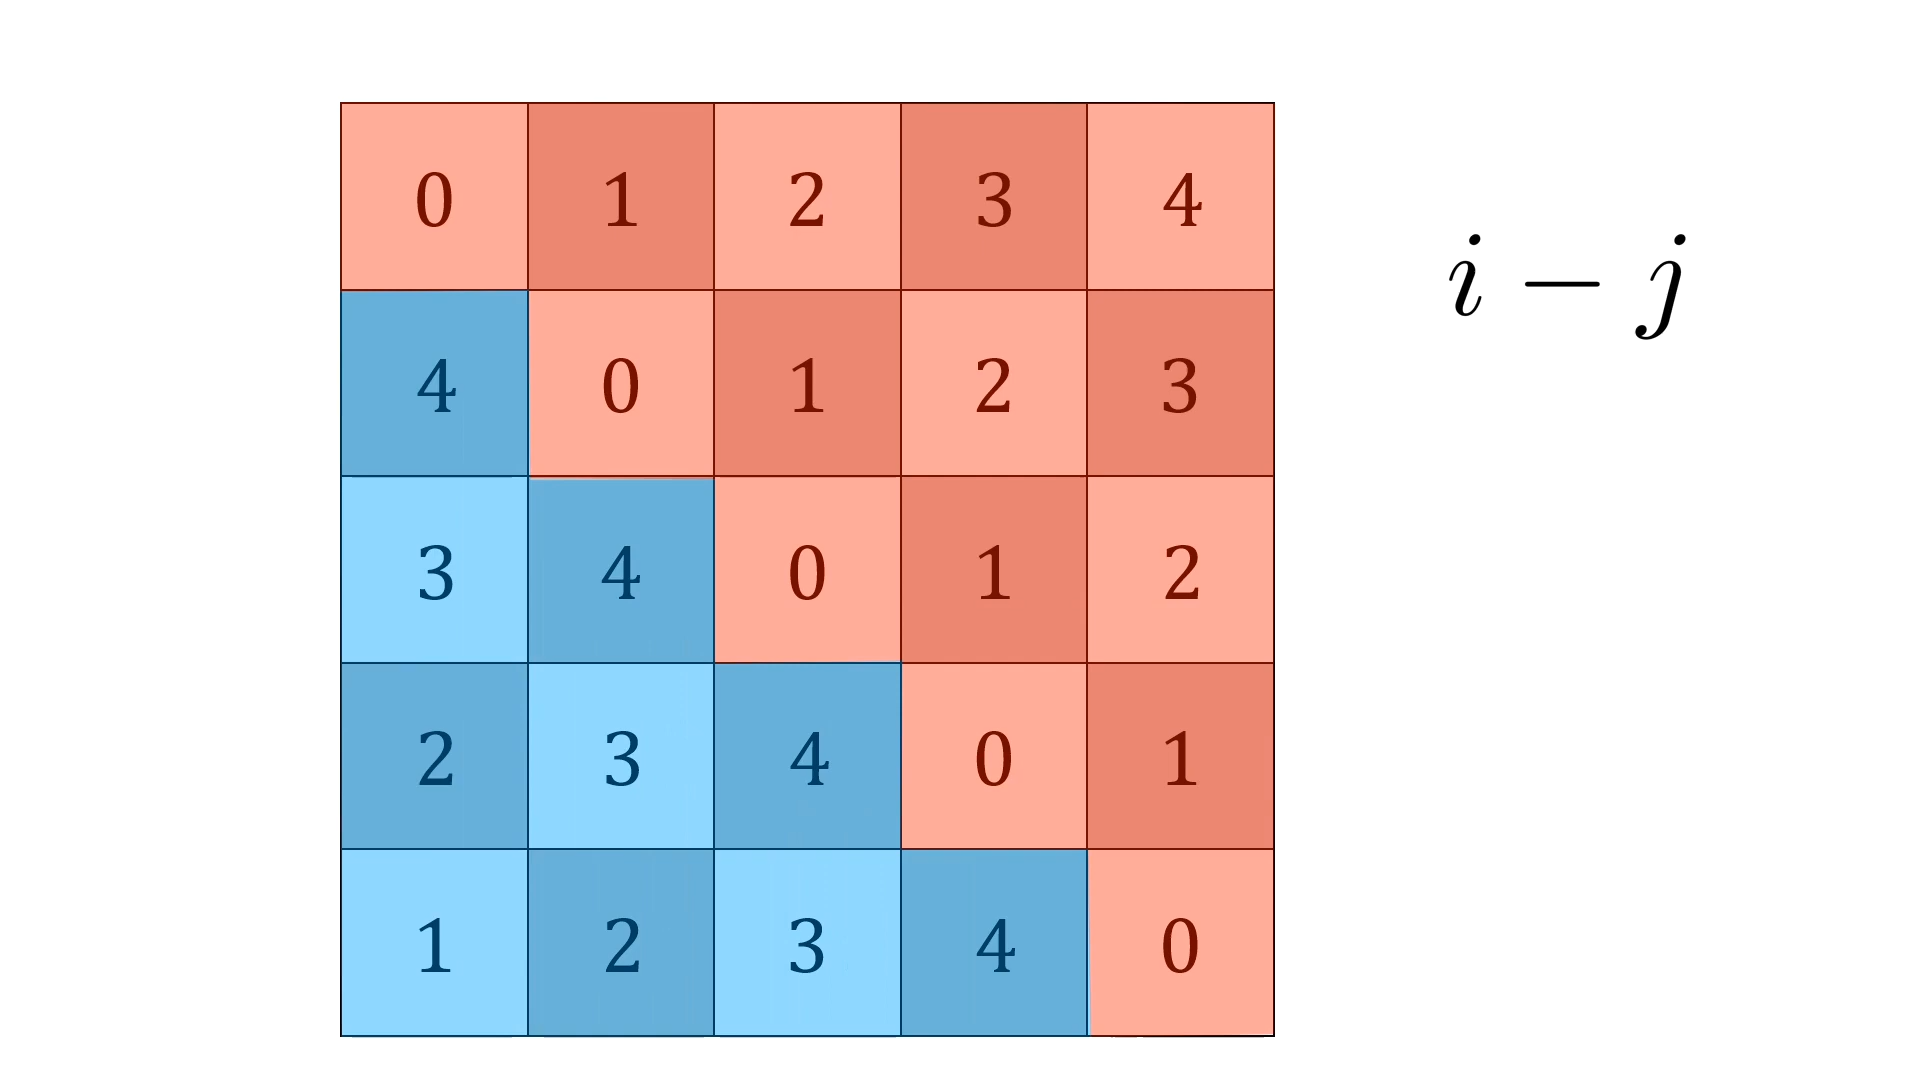 0 1 2 3 4
i − j
4 0 1 2 3
3 4 0 1 2
2 3 4 0 1
1 2 3 4 0